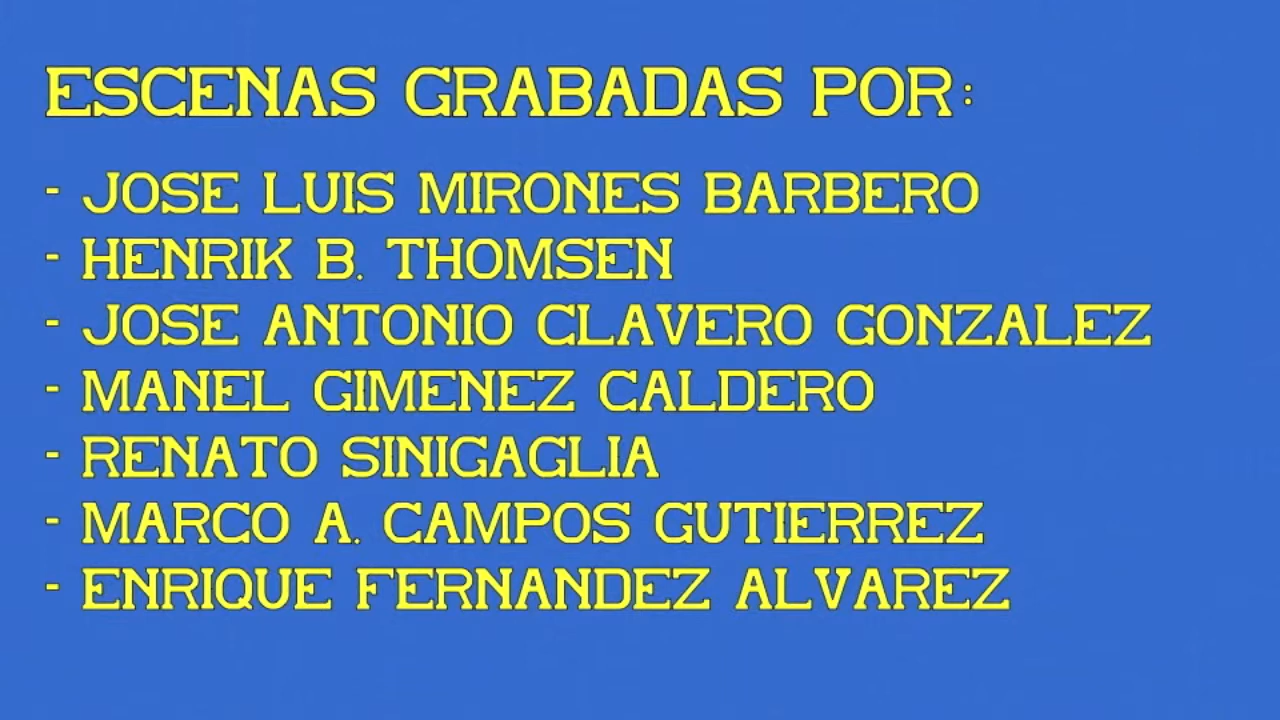 ESCENAS GRABADAS POR:
- JOSE LUIS MIRONES BARBERO
- HENRIK B. THOMSEN
- JOSE ANTONIO CLAVERO GONZALEZ
- MANEL GIMENEZ CALDERO
- RENATO SINIGAGLIA
- MARCO A. CAMPOS GUTIERREZ
- ENRIQUE FERNANDEZ ALVAREZ